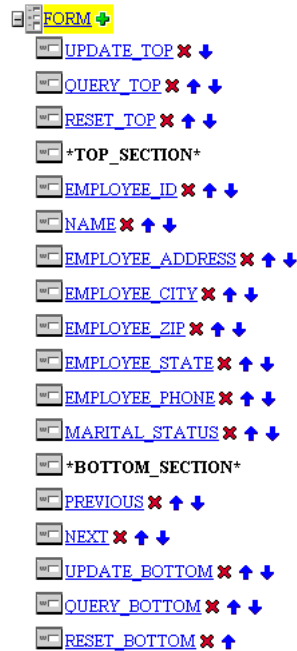 FORM
UPDATE_TOP
QUERY_TOP
RESET_TOP
*TOP_SECTION*
EMPLOYEE_ID
NAME
EMPLOYEE_ADDRESS
EMPLOYEE_CITY
EMPLOYEE_ZIP
EMPLOYEE_STATE
EMPLOYEE_PHONE
MARITAL_STATUS
*BOTTOM_SECTION*
PREVIOUS
NEXT
UPDATE_BOTTOM
QUERY_BOTTOM
RESET_BOTTOM